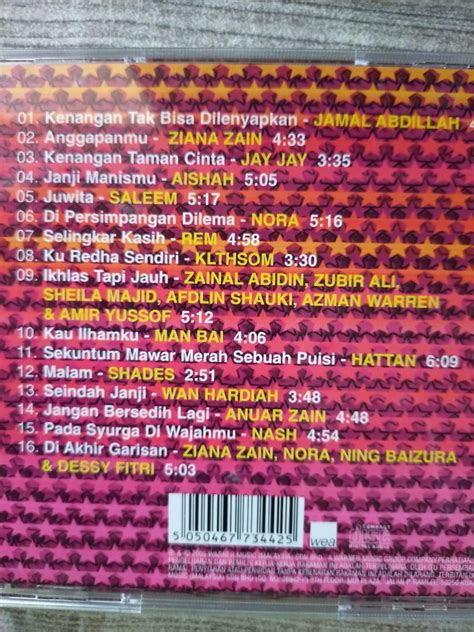 01. Kenangan Tak Bisa Dilenyapkan - JAMAL ABDILLAH 4
02. Anggapanmu - ZIANA ZAIN 4:33
03. Kenangan Taman Cinta - JAY JAY 3:35
04. Janji Manismu - AISHAH 5:05
05. Juwita - SALEEM 5:17
06. Di Persimpangan Dilema - NORA 5:16
07. Selingkar Kasih - REM 4:58
08. Ku Redha Sendiri - KLTHSOM 3:30
09. Ikhlas Tapi Jauh - ZAINAL ABIDIN, ZUBIR ALI,
SHEILA MAJID, AFDLIN SHAUKI, AZMAN WARREN
& AMIR YUSSOF 5:12
10. Kau Ilhamku - MAN BAI 4:06
11. Sekuntum Mawar Merah Sebuah Puisi - HATTAN 6:09
12. Malam - SHADES 2:51
13. Seindah Janji - WAN HARDIAH 3:48
14. Jangan Bersedih Lagi - ANUAR ZAIN 4:48
15. Pada Syurga Di Wajahmu - NASH 4:54
16. Di Akhir Garisan - ZIANA ZAIN, NORA, NING BAIZURA
& DESSY FITRI 5:03
5 050467 734425
wea